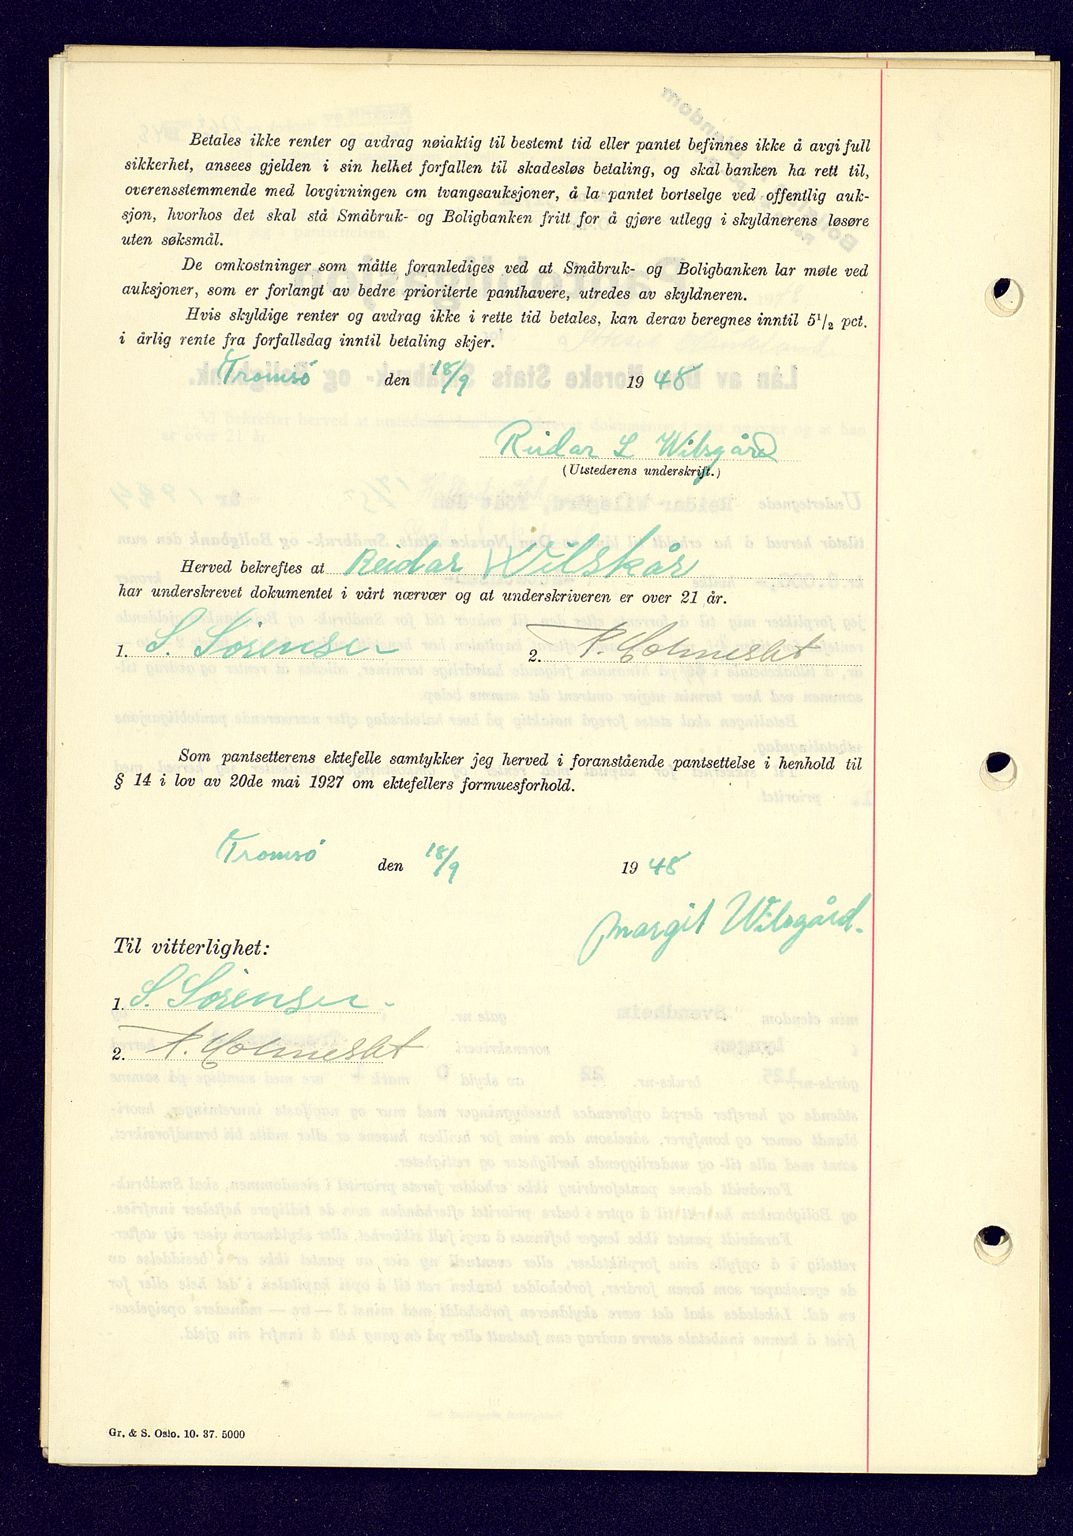 Betales ikke renter og avdrag nøiaktig til bestemt tid eller pantet befinnes ikke å avgi full
sikkerhet, ansees gjelden i sin helhet forfallen til skadesløs betaling, og skal banken ha rett til,
overensstemmende med lovgivningen om tvangsauksjoner, å la pantet bortselge ved offentlig auk-
sjon, hvorhos det skal stå Småbruk- og Boligbanken fritt for å gjøre utlegg i skyldnerens løsøre
uten søksmål.
De omkostninger som måtte foranlediges ved at Småbruk- og Boligbanken lar møte ved
auksjoner, som er forlangt av bedre prioriterte panthavere, utredes av skyldneren.
Hvis skyldige renter og avdrag ikke i rette tid betales, kan derav beregnes inntil 5 1/2 pct.
i årlig rente fra forfallsdag inntil betaling skjer.
Tromsö den 18/9 1948
Reidar L Wilsgård
(Utstederens underskrift.)
Herved bekreftes at Reidar Wilskår
har underskrevet dokumentet i vårt nærvær og at underskriveren er over 21 år.
1. S. Sørensen 2. P. Holmeslet
Som pantsetterens ektefelle samtykker jeg herved i foranstående pantsettelse i henhold til
§ 14 i lov av 20de mai 1927 om ektefellers formuesforhold.
Tromsö den 18/9 1948
Margit Wilsgård.
Til vitterlighet:
1. S. Sørensen
2. P. Holmeslet
Gr. & S. Oslo. 10. 37. 5000